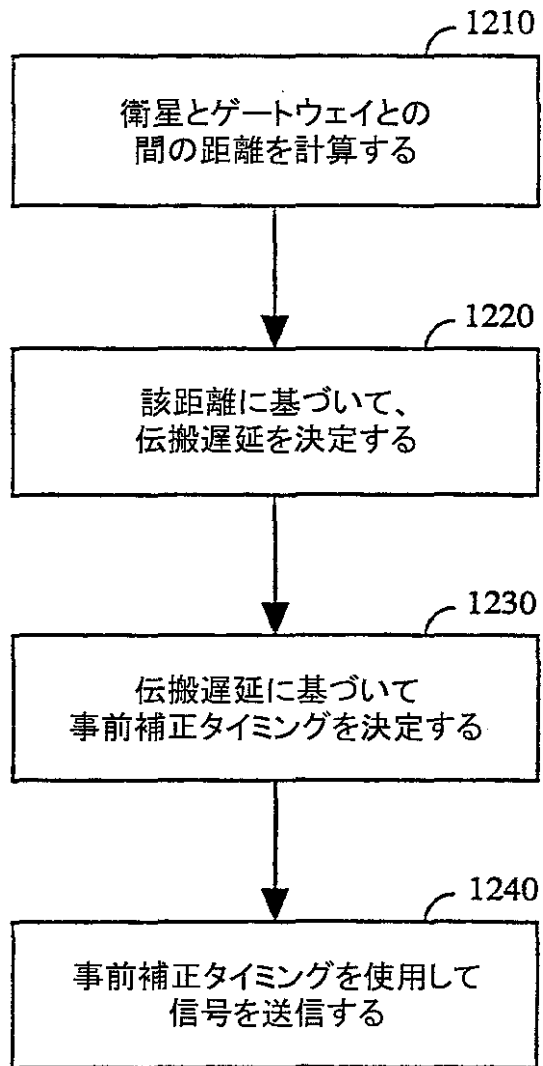 1210
衛星とゲートウェイとの
間の距離を計算する
1220
該距離に基づいて、
伝搬遅延を決定する
1230
伝搬遅延に基づいて
事前補正タイミングを決定する
1240
事前補正タイミングを使用して
信号を送信する